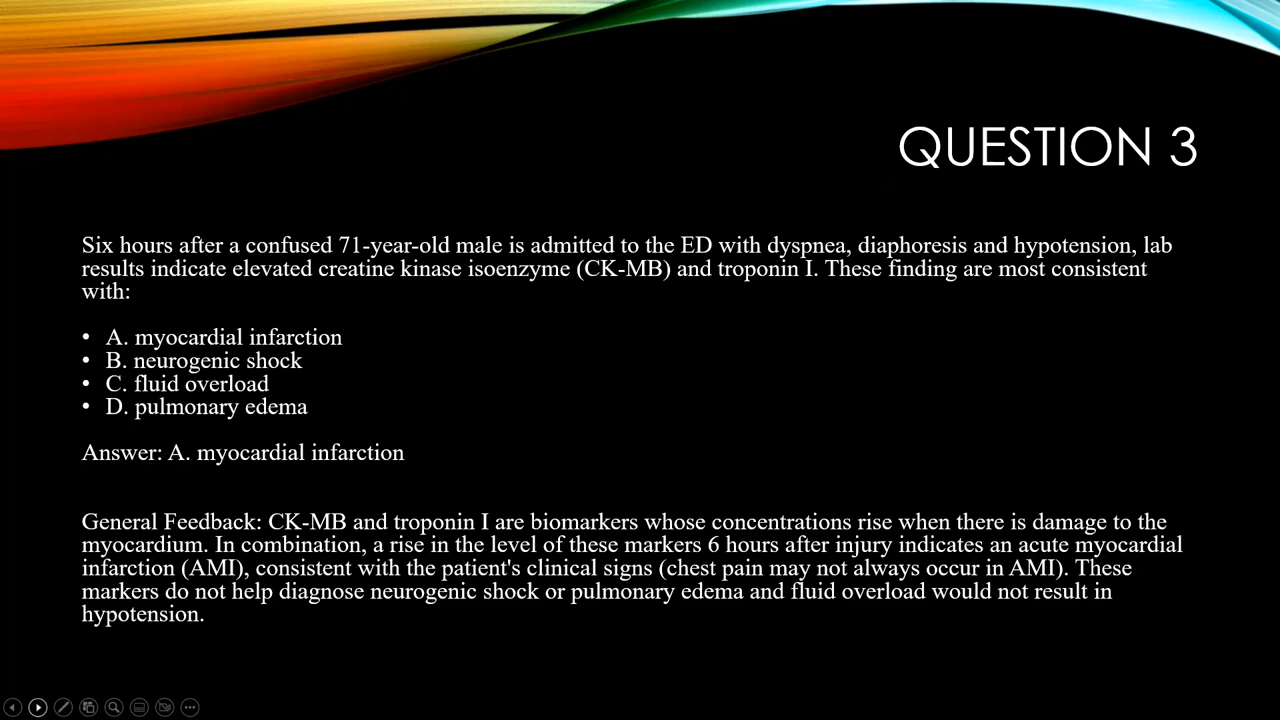 QUESTION 3
Six hours after a confused 71-year-old male is admitted to the ED with dyspnea, diaphoresis and hypotension, lab
results indicate elevated creatine kinase isoenzyme (CK-MB) and troponin I. These finding are most consistent
with:
• A. myocardial infarction
• B. neurogenic shock
• C. fluid overload
• D. pulmonary edema
Answer: A. myocardial infarction
General Feedback: CK-MB and troponin I are biomarkers whose concentrations rise when there is damage to the
myocardium. In combination, a rise in the level of these markers 6 hours after injury indicates an acute myocardial
infarction (AMI), consistent with the patient's clinical signs (chest pain may not always occur in AMI). These
markers do not help diagnose neurogenic shock or pulmonary edema and fluid overload would not result in
hypotension.